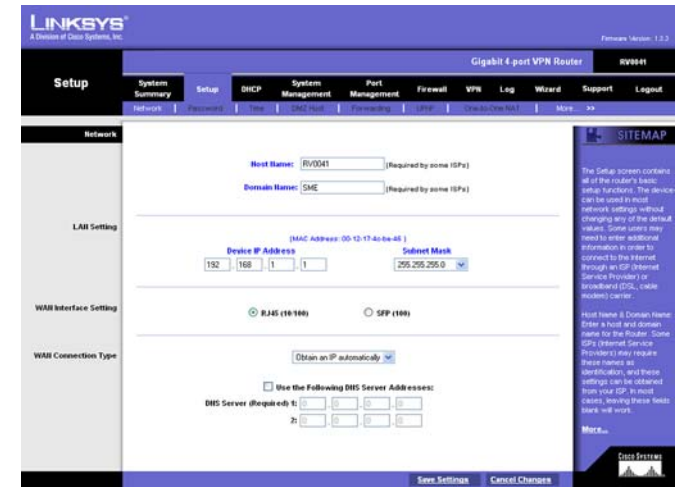 LINKSYS®
A Division of Cisco Systems, Inc.
Firmware Version: 1.3.3
Gigabit 4-port VPN Router
RV0041
Setup
System Summary
Setup
DHCP
System Management
Port Management
Firewall
VPN
Log
Wizard
Support
Logout
Network
Password
Time
DMZ Host
Forwarding
UPnP
One-to-One NAT
More... >>
Network
SITEMAP
Host Name: RV0041 (Required by some ISPs)
Domain Name: SME (Required by some ISPs)
LAN Setting
(MAC Address: 00-12-17-4c-be-46 )
Device IP Address
Subnet Mask
192 . 168 . 1 . 1
255.255.255.0
WAN Interface Setting
RJ45 (10/100)
SFP (100)
WAN Connection Type
Obtain an IP automatically
Use the Following DNS Server Addresses:
DNS Server (Required) 1: 0 . 0 . 0 . 0
2: 0 . 0 . 0 . 0
The Setup screen contains
all of the router's basic
setup functions. The device
can be used in most
network settings without
changing any of the default
values. Some users may
need to enter additional
information in order to
connect to the Internet
through an ISP (Internet
Service Provider) or
broadband (DSL, cable
modem) carrier.
Host Name & Domain Name:
Enter a host and domain
name for the Router. Some
ISPs (Internet Service
Providers) may require
these names as
identification, and these
settings can be obtained
from your ISP. In most
cases, leaving these fields
blank will work.
More...
Save Settings
Cancel Changes
CISCO SYSTEMS